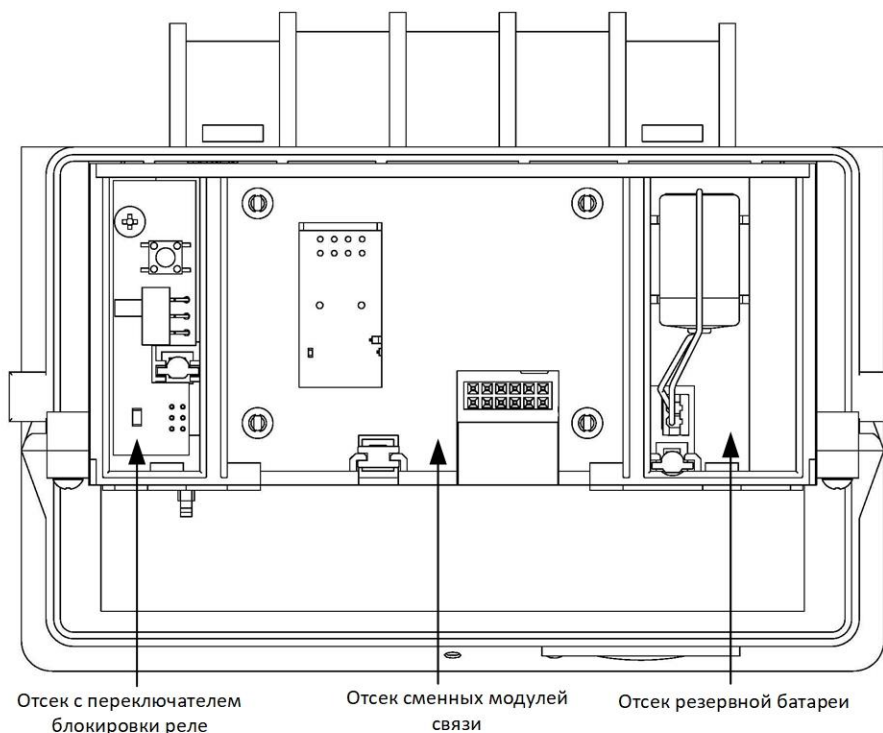 Отсек с переключателем
блокировки реле
Отсек сменных модулей
связи
Отсек резервной батареи